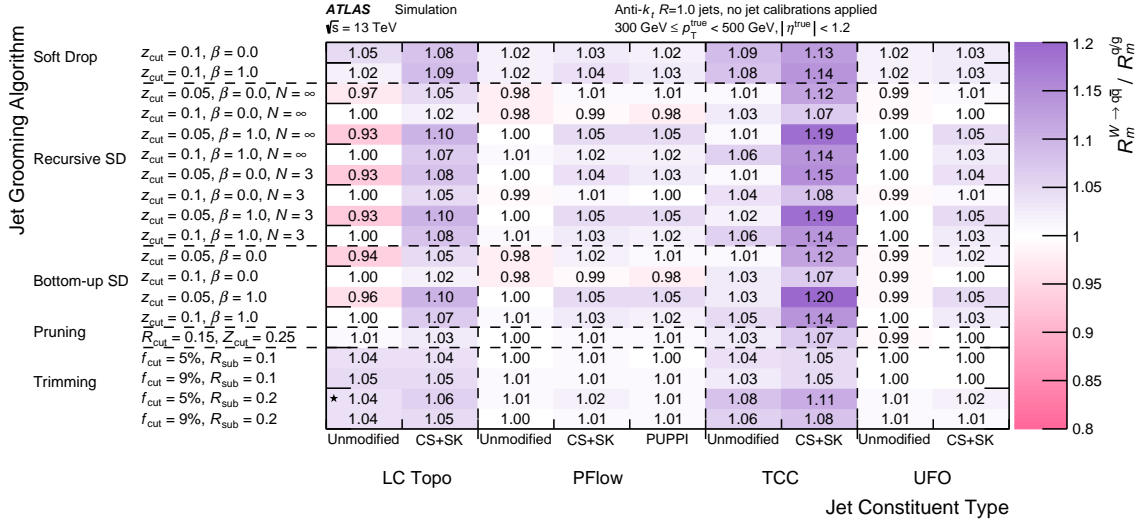 ATLAS Simulation Anti-k_t R=1.0 jets, no jet calibrations applied
√s = 13 TeV 300 GeV ≤ p_T^true < 500 GeV, |η^true| < 1.2
Soft Drop z_cut = 0.1, β = 0.0 1.05 1.08 1.02 1.03 1.02 1.09 1.13 1.02 1.03
z_cut = 0.1, β = 1.0 1.02 1.09 1.02 1.04 1.03 1.08 1.14 1.02 1.03
z_cut = 0.05, β = 0.0, N = ∞ 0.97 1.05 0.98 1.01 1.01 1.01 1.12 0.99 1.01
z_cut = 0.1, β = 0.0, N = ∞ 1.00 1.02 0.98 0.99 0.98 1.03 1.07 0.99 1.00
z_cut = 0.05, β = 1.0, N = ∞ 0.93 1.10 1.00 1.05 1.05 1.01 1.19 1.00 1.05
Recursive SD z_cut = 0.1, β = 1.0, N = ∞ 1.00 1.07 1.01 1.02 1.02 1.06 1.14 1.00 1.03
z_cut = 0.05, β = 0.0, N = 3 0.93 1.08 1.00 1.04 1.03 1.01 1.15 1.00 1.04
z_cut = 0.1, β = 0.0, N = 3 1.00 1.05 0.99 1.01 1.00 1.04 1.08 0.99 1.01
z_cut = 0.05, β = 1.0, N = 3 0.93 1.10 1.00 1.05 1.05 1.02 1.19 1.00 1.05
z_cut = 0.1, β = 1.0, N = 3 1.00 1.08 1.01 1.03 1.02 1.06 1.14 1.00 1.03
z_cut = 0.05, β = 0.0 0.94 1.05 0.98 1.02 1.01 1.01 1.12 0.99 1.02
Bottom-up SD z_cut = 0.1, β = 0.0 1.00 1.02 0.98 0.99 0.98 1.03 1.07 0.99 1.00
z_cut = 0.05, β = 1.0 0.96 1.10 1.00 1.05 1.05 1.03 1.20 0.99 1.05
z_cut = 0.1, β = 1.0 1.00 1.07 1.01 1.03 1.02 1.05 1.14 1.00 1.03
Pruning R_cut = 0.15, Z_cut = 0.25 1.01 1.03 1.00 1.01 1.01 1.03 1.07 0.99 1.00
f_cut = 5%, R_sub = 0.1 1.04 1.04 1.00 1.01 1.00 1.04 1.05 1.00 1.00
Trimming f_cut = 9%, R_sub = 0.1 1.05 1.05 1.01 1.01 1.01 1.03 1.05 1.00 1.00
f_cut = 5%, R_sub = 0.2 ★ 1.04 1.06 1.01 1.02 1.01 1.08 1.11 1.01 1.02
f_cut = 9%, R_sub = 0.2 1.04 1.05 1.00 1.01 1.01 1.06 1.08 1.01 1.01
Unmodified CS+SK Unmodified CS+SK PUPPI Unmodified CS+SK Unmodified CS+SK
LC Topo PFlow TCC UFO
Jet Constituent Type
Jet Grooming Algorithm
1.2
1.15
1.1
1.05
1
0.95
0.9
0.85
0.8
R_m^{W → qq̄} / R_m^{q/g}